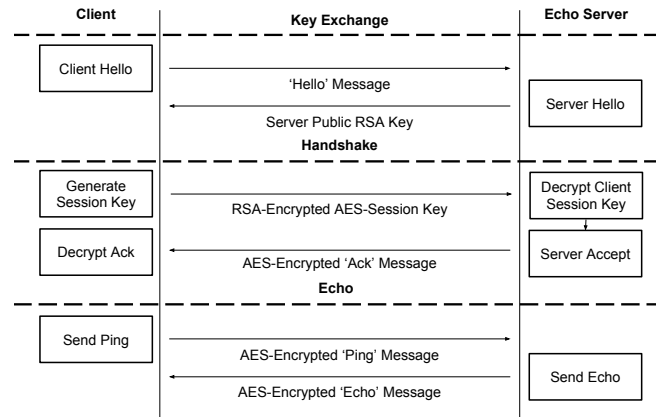 Client
Key Exchange
Echo Server
Client Hello
‘Hello’ Message
Server Hello
Server Public RSA Key
Handshake
Generate
Session Key
RSA-Encrypted AES-Session Key
Decrypt Client
Session Key
Decrypt Ack
AES-Encrypted ‘Ack’ Message
Server Accept
Echo
Send Ping
AES-Encrypted ‘Ping’ Message
Send Echo
AES-Encrypted ‘Echo’ Message